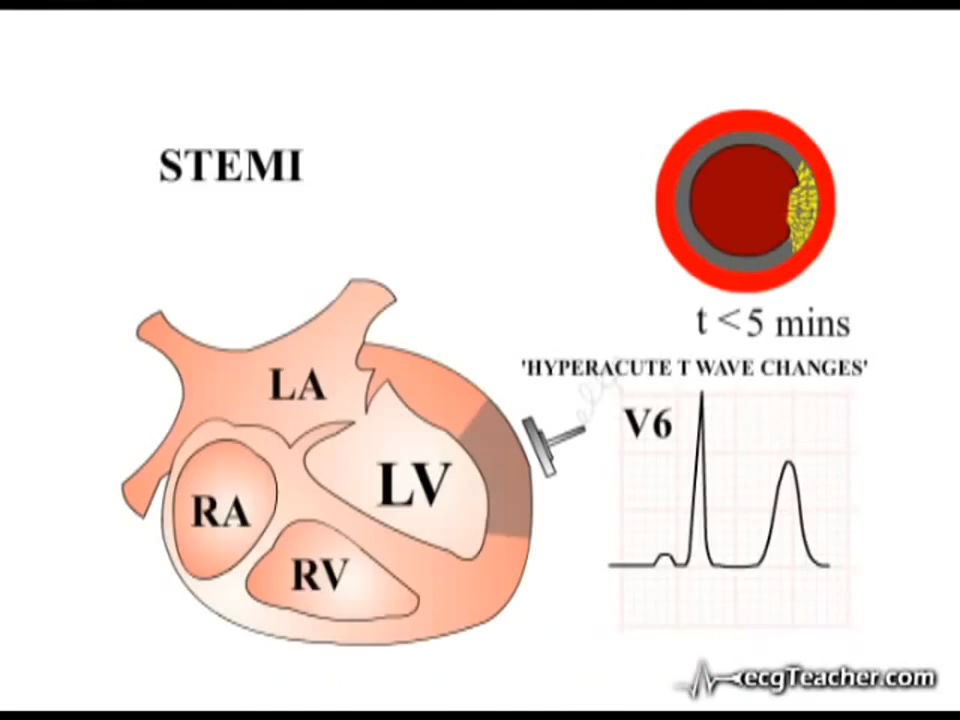 STEMI
t < 5 mins
'HYPERACUTE T WAVE CHANGES'
V6
LA
LV
RA
RV
ecgTeacher.com